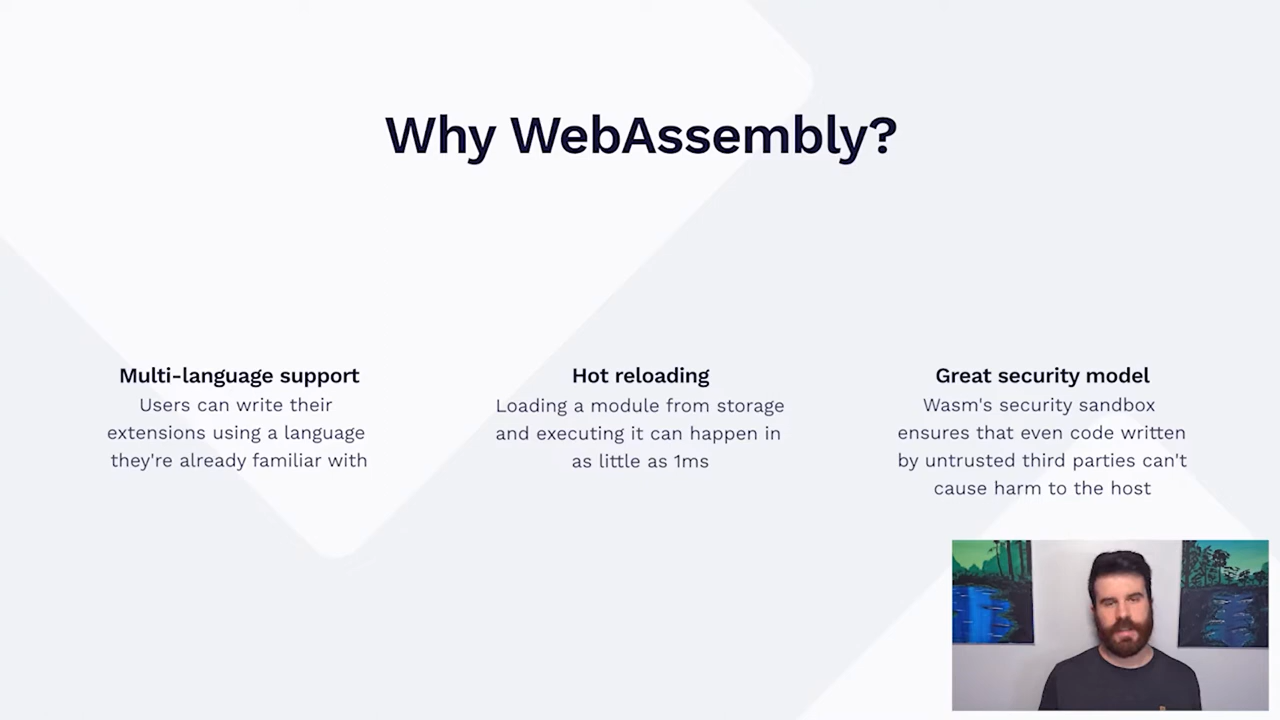 Why WebAssembly?
Multi-language support
Users can write their
extensions using a language
they're already familiar with
Hot reloading
Loading a module from storage
and executing it can happen in
as little as 1ms
Great security model
Wasm's security sandbox
ensures that even code written
by untrusted third parties can't
cause harm to the host